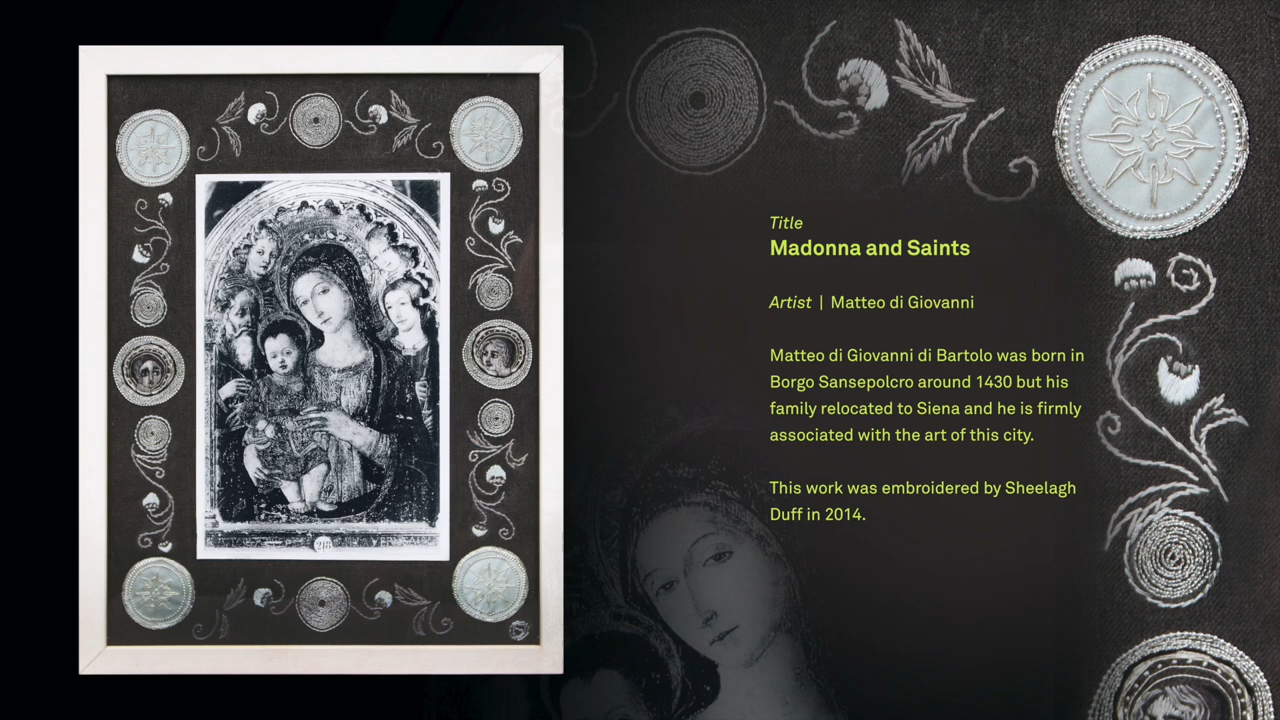 Title
Madonna and Saints
Artist | Matteo di Giovanni
Matteo di Giovanni di Bartolo was born in
Borgo Sansepolcro around 1430 but his
family relocated to Siena and he is firmly
associated with the art of this city.
This work was embroidered by Sheelagh
Duff in 2014.